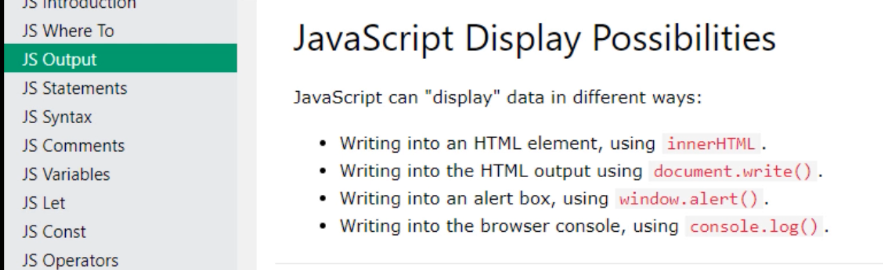 JS Introduction
JS Where To
JS Output
JS Statements
JS Syntax
JS Comments
JS Variables
JS Let
JS Const
JS Operators
JavaScript Display Possibilities
JavaScript can "display" data in different ways:
• Writing into an HTML element, using innerHTML.
• Writing into the HTML output using document.write().
• Writing into an alert box, using window.alert().
• Writing into the browser console, using console.log().